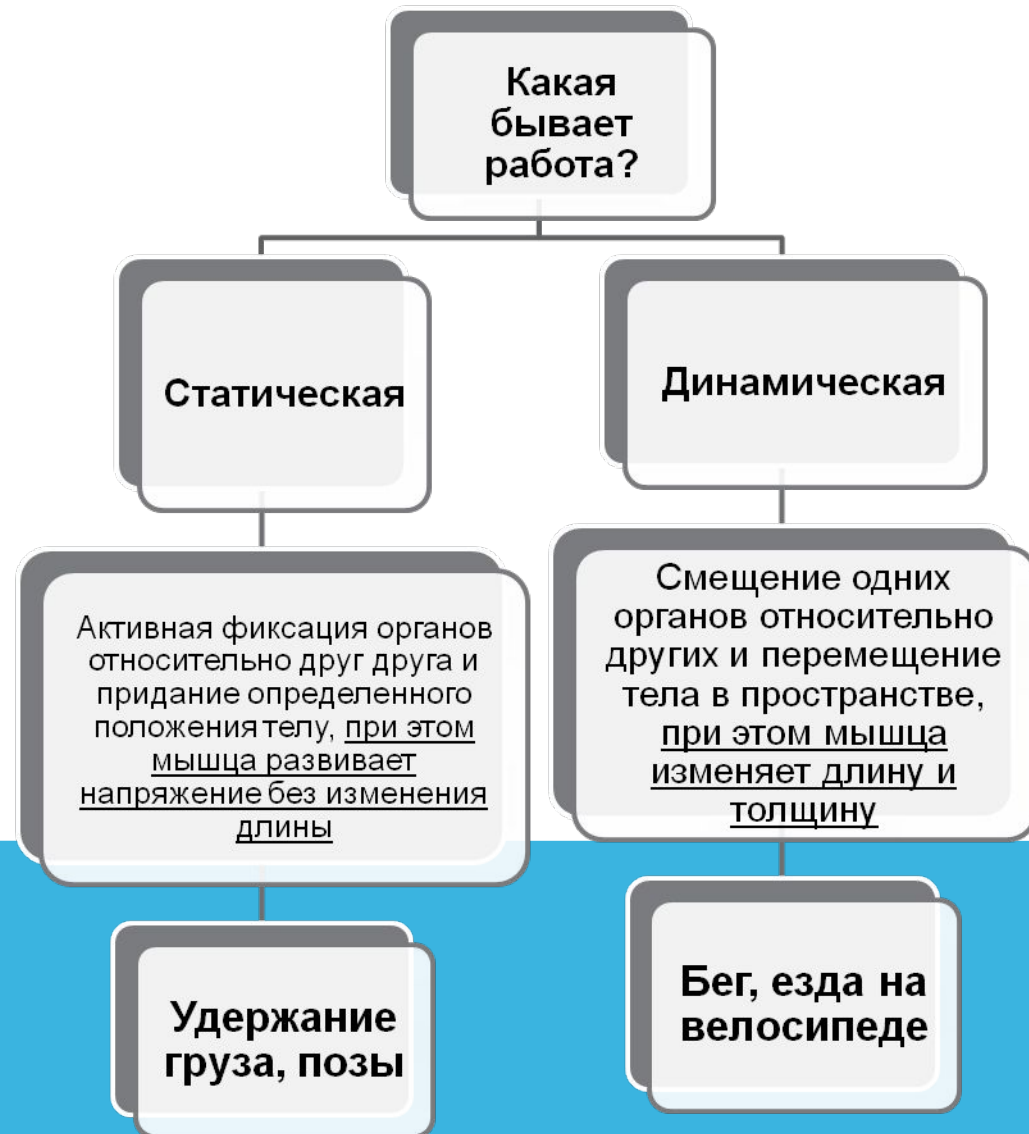 Какая
бывает
работа?
Статическая
Динамическая
Активная фиксация органов
относительно друг друга и
придание определенного
положения телу, при этом
мышца развивает
напряжение без изменения
длины
Смещение одних
органов относительно
других и перемещение
тела в пространстве,
при этом мышца
изменяет длину и
толщину
Удержание
груза, позы
Бег, езда на
велосипеде